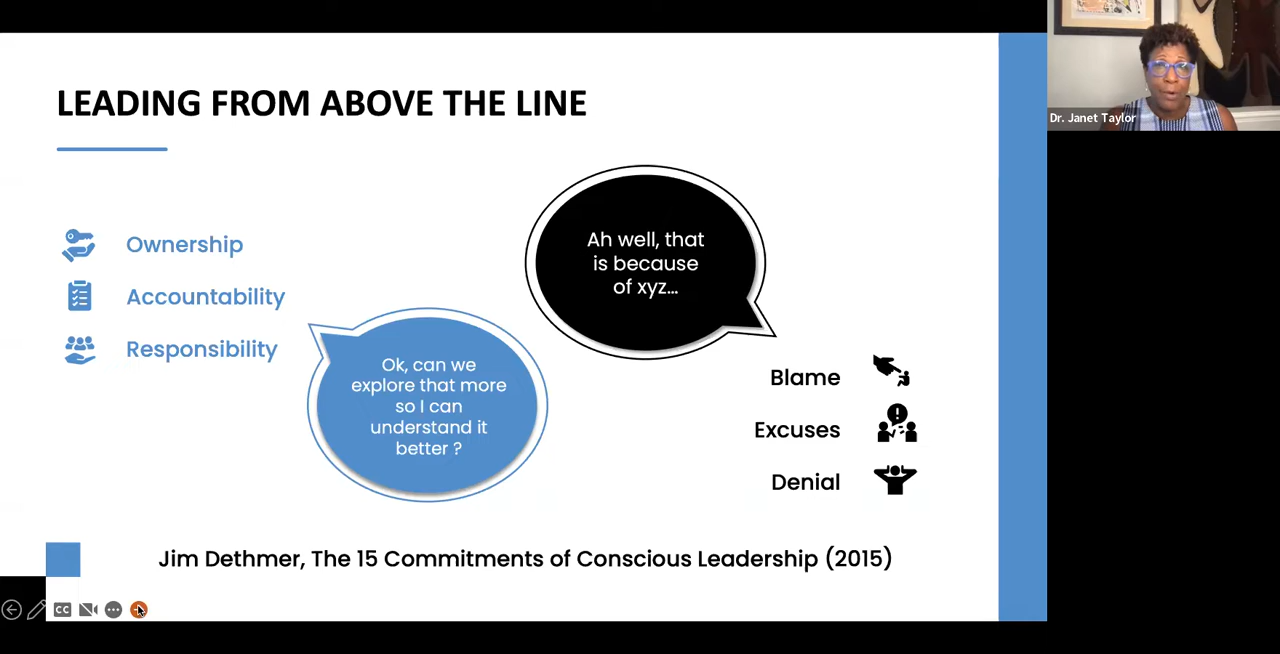 LEADING FROM ABOVE THE LINE
Dr. Janet Taylor
Ownership
Accountability
Responsibility
Ah well, that
is because
of xyz...
Ok, can we
explore that more
so I can
understand it
better ?
Blame
Excuses
Denial
Jim Dethmer, The 15 Commitments of Conscious Leadership (2015)
CC